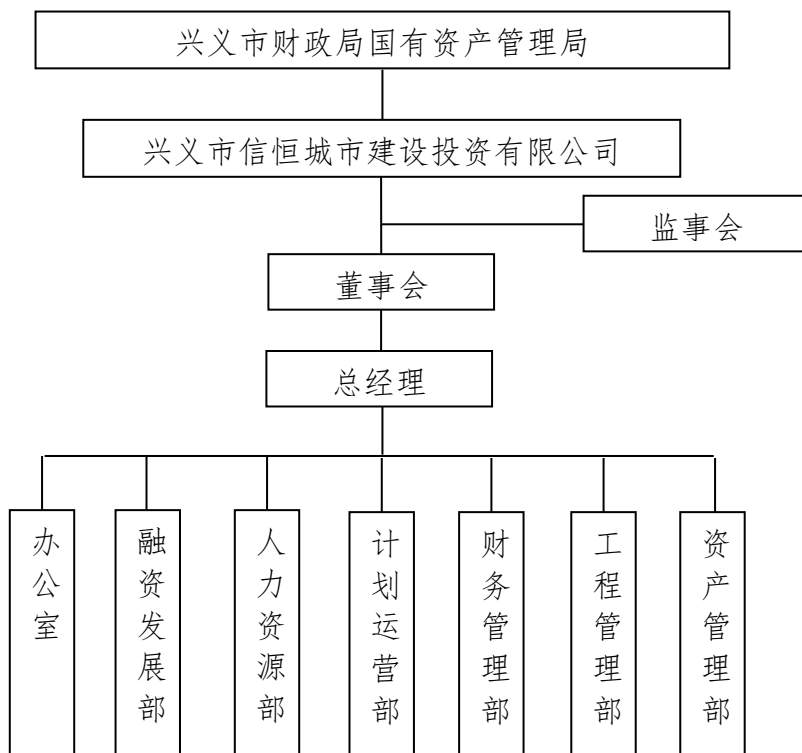 兴义市财政局国有资产管理局
兴义市信恒城市建设投资有限公司
监事会
董事会
总经理
办公室
融资发展部
人力资源部
计划运营部
财务管理部
工程管理部
资产管理部